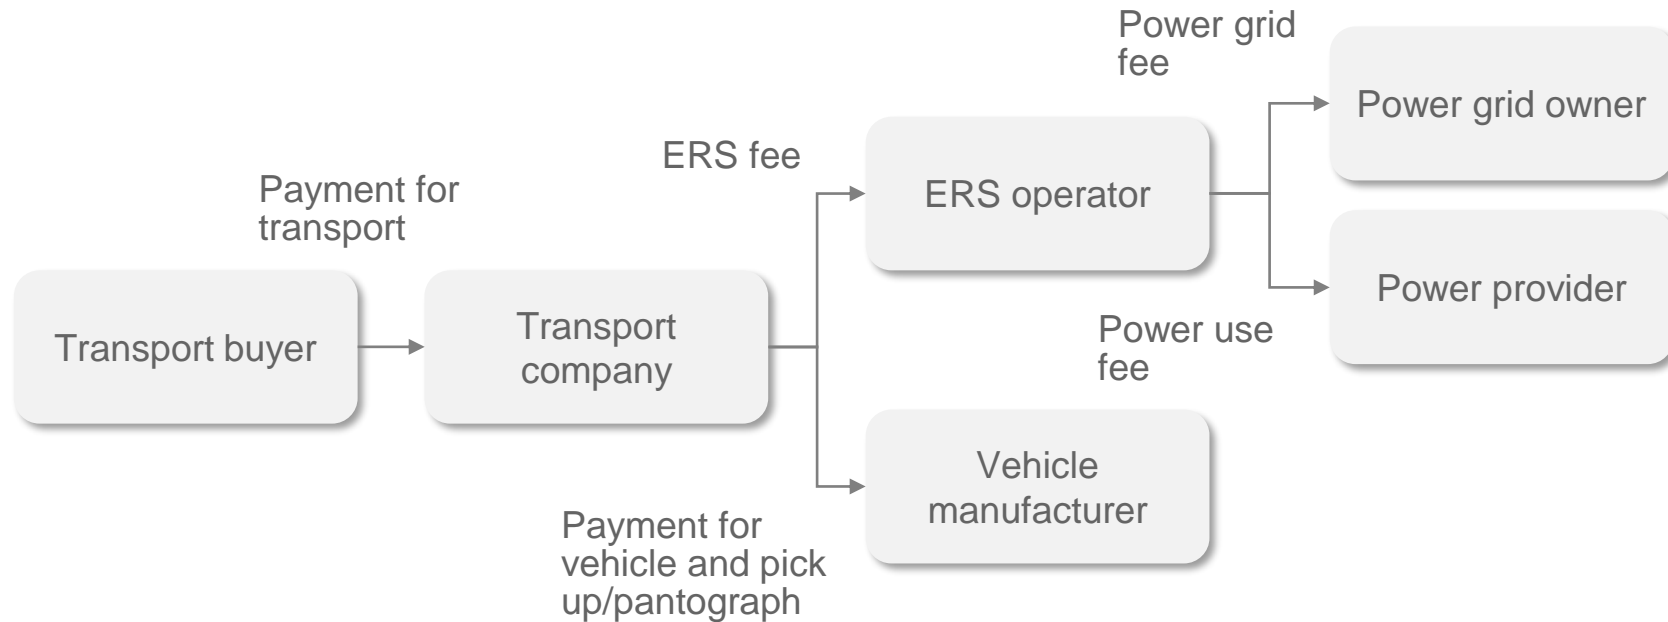 Power grid
fee
Power grid owner
ERS fee
ERS operator
Payment for
transport
Power provider
Transport buyer
Transport
company
Power use
fee
Vehicle
manufacturer
Payment for
vehicle and pick
up/pantograph